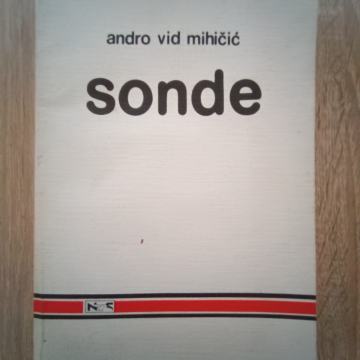 andro vid mihičić
sonde